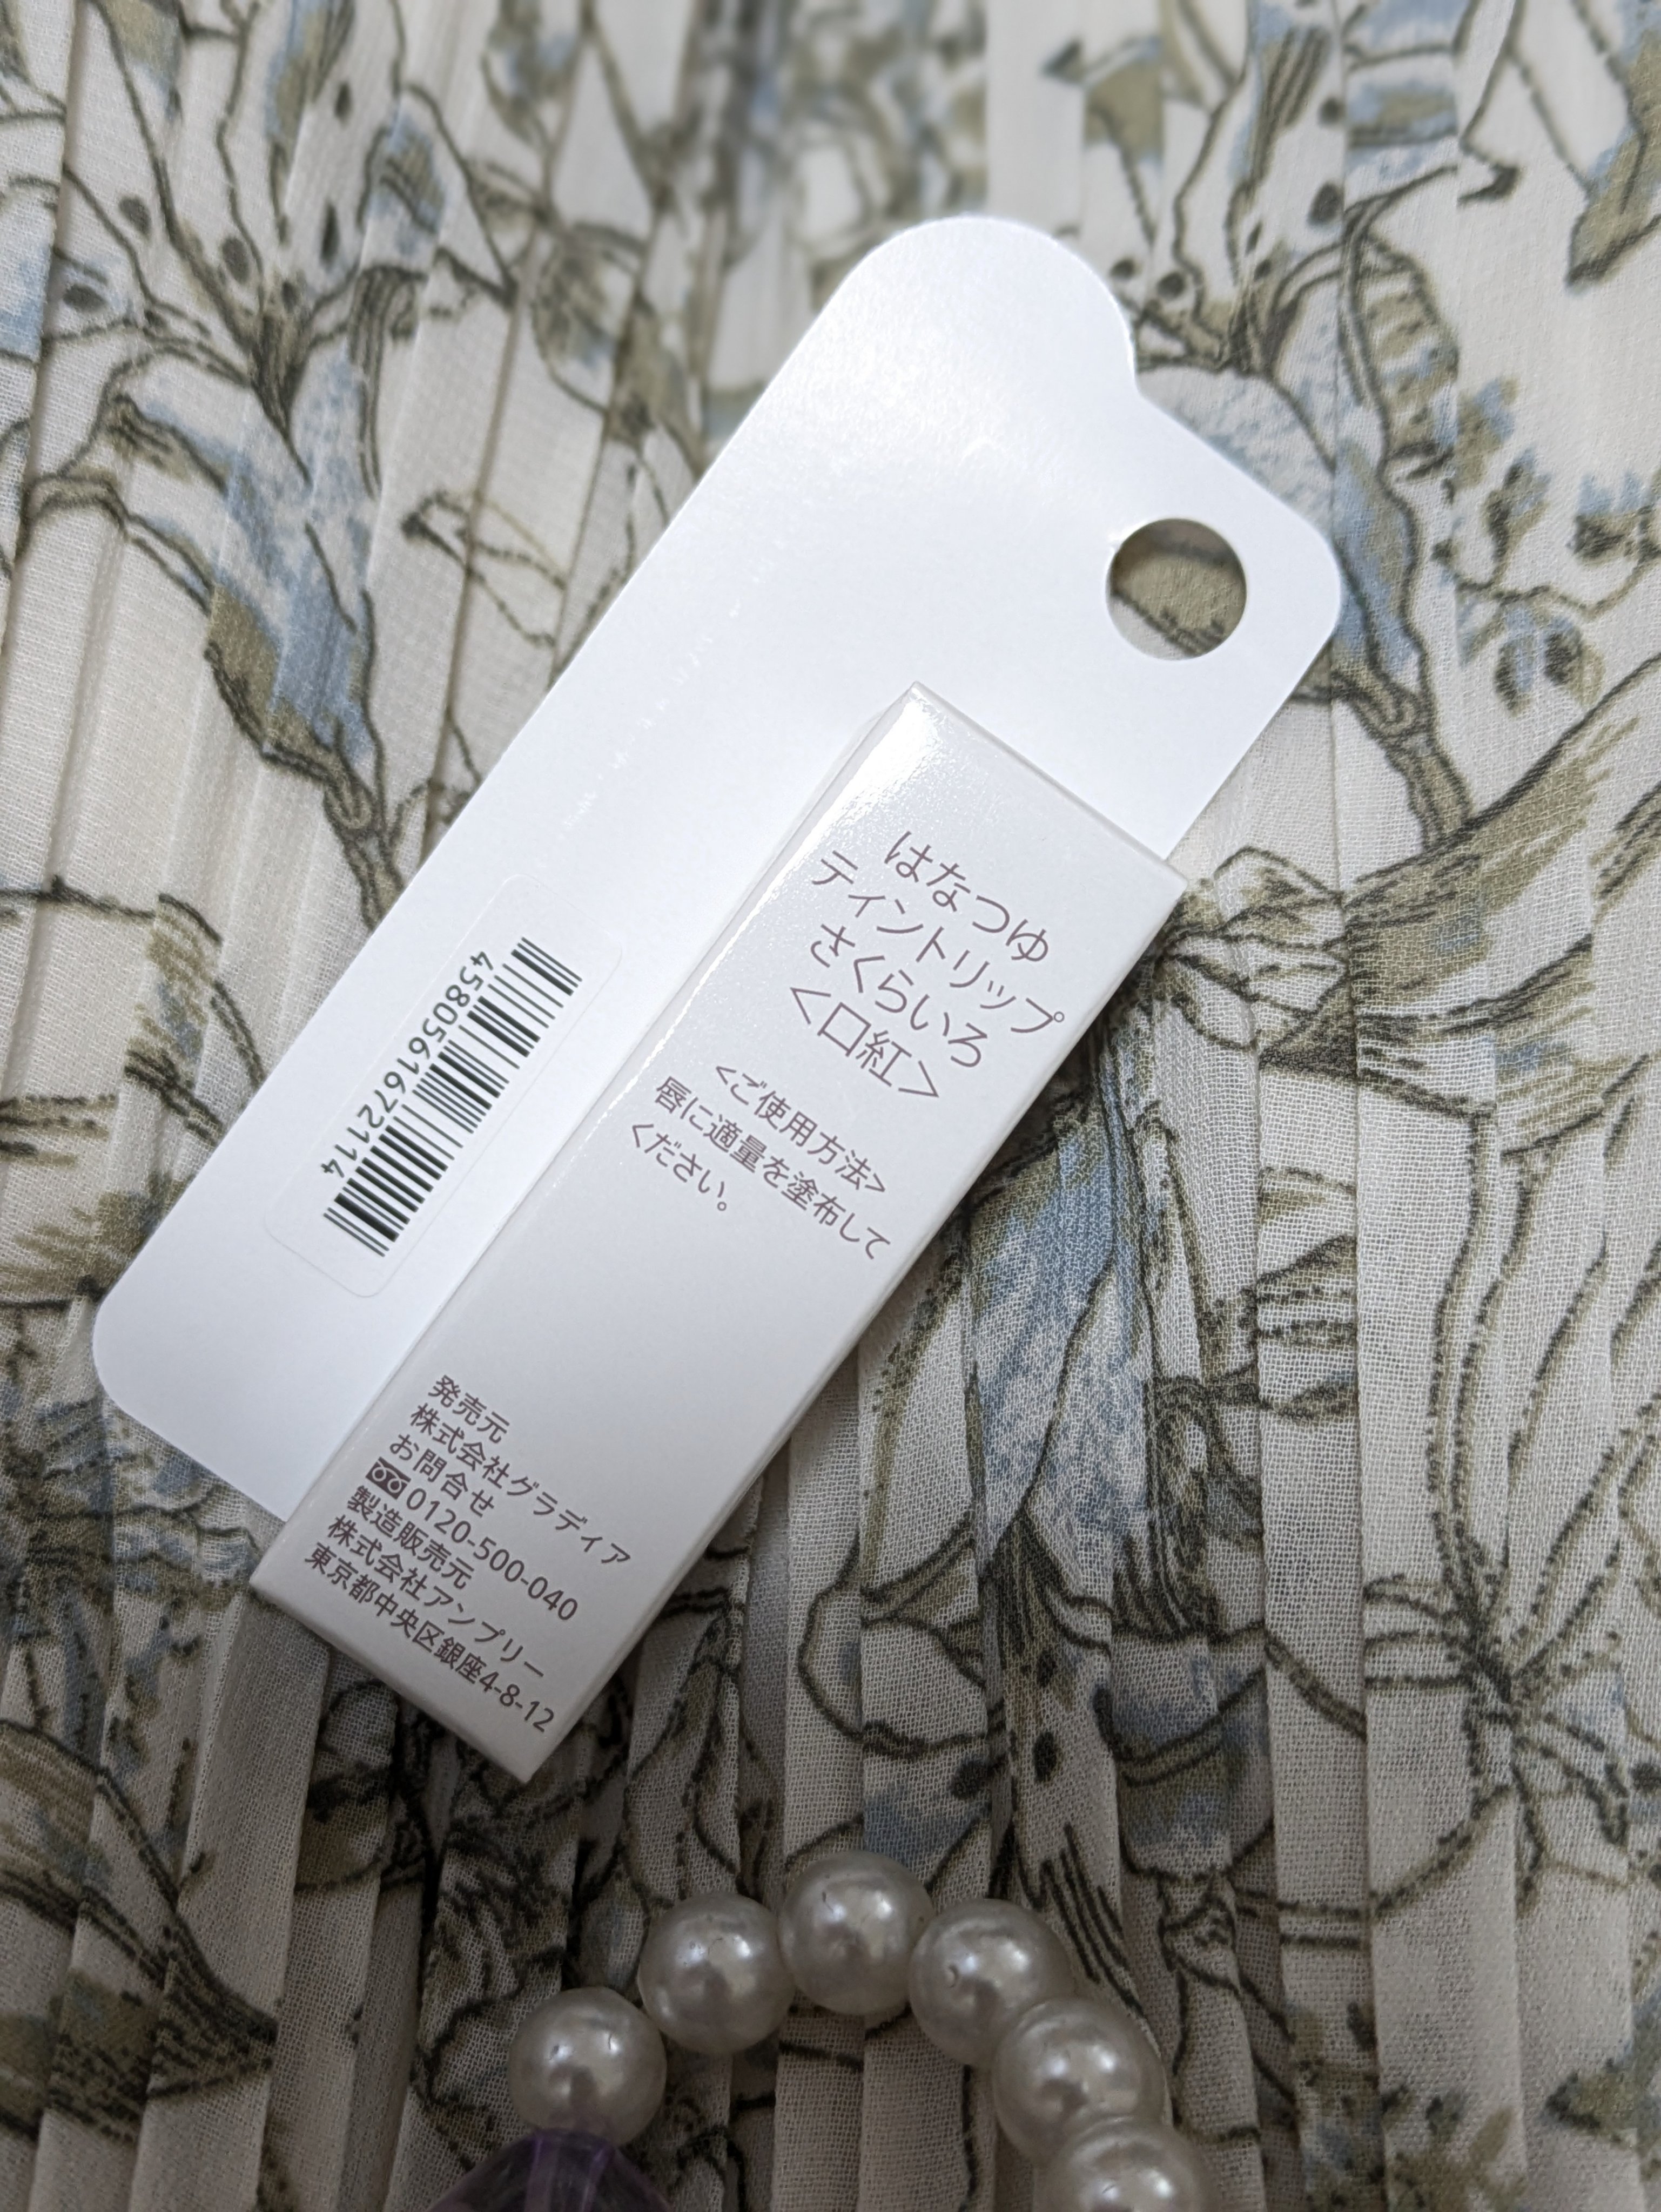 はなつゆ
ティントリップ
さくらいろ
<口紅>
<ご使用方法>
唇に適量を塗布して
ください。
発売元
株式会社グラディア
お問合せ
0120-500-040
製造販売元
株式会社アンプリー
東京都中央区銀座4-8-12
4580561672114